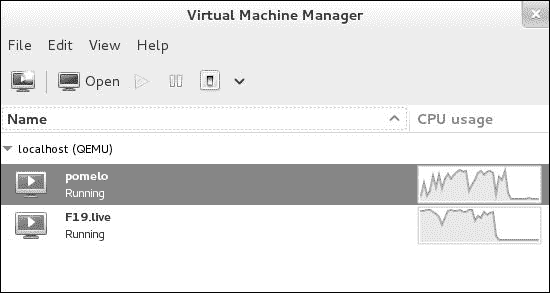 Virtual Machine Manager
File Edit View Help
Open
Name CPU usage
localhost (QEMU)
pomelo
Running
F19.live
Running